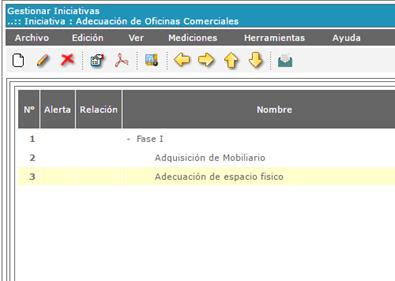 Gestionar Iniciativas
..:: Iniciativa : Adecuación de Oficinas Comerciales
Archivo Edición Ver Mediciones Herramientas Ayuda
Nº Alerta Relación Nombre
1 - Fase I
2 Adquisición de Mobiliario
3 Adecuación de espacio fisico